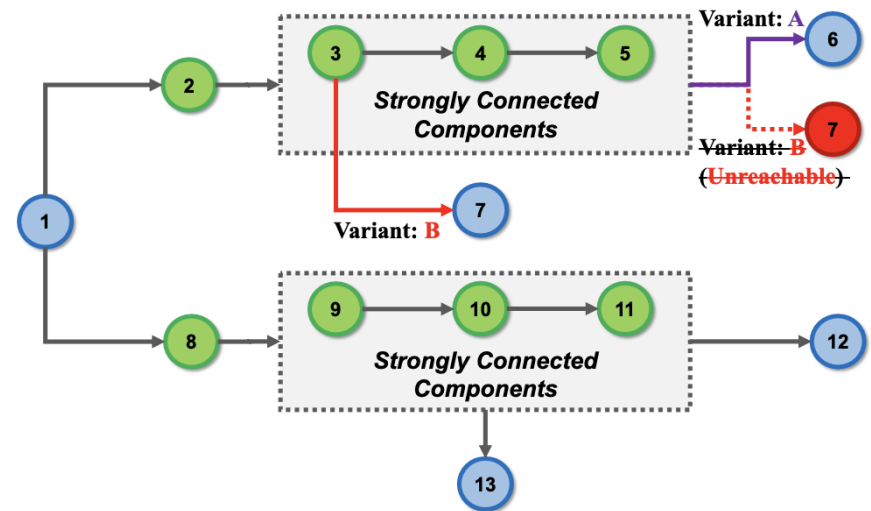 Variant: A
6
3
4
5
2
Strongly Connected
Components
7
Variant: B
(Unreachable)
1
7
Variant: B
9
10
11
8
12
Strongly Connected
Components
13